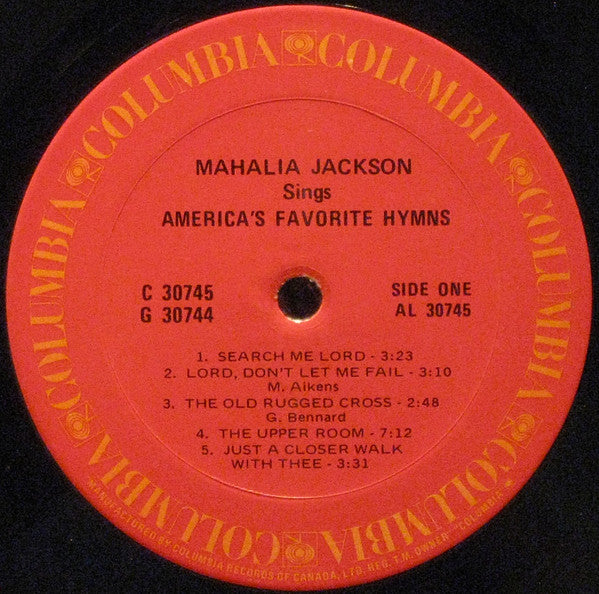 COLUMBIA COLUMBIA COLUMBIA COLUMBIA COLUMBIA COLUMBIA
MAHALIA JACKSON
Sings
AMERICA'S FAVORITE HYMNS
C 30745
G 30744
SIDE ONE
AL 30745
1. SEARCH ME LORD - 3:23
2. LORD, DON'T LET ME FAIL - 3:10
M. Aikens
3. THE OLD RUGGED CROSS - 2:48
G. Bennard
4. THE UPPER ROOM - 7:12
5. JUST A CLOSER WALK
WITH THEE - 3:31
MANUFACTURED BY COLUMBIA RECORDS OF CANADA, LTD. REG. T.M. OWNER "COLUMBIA"